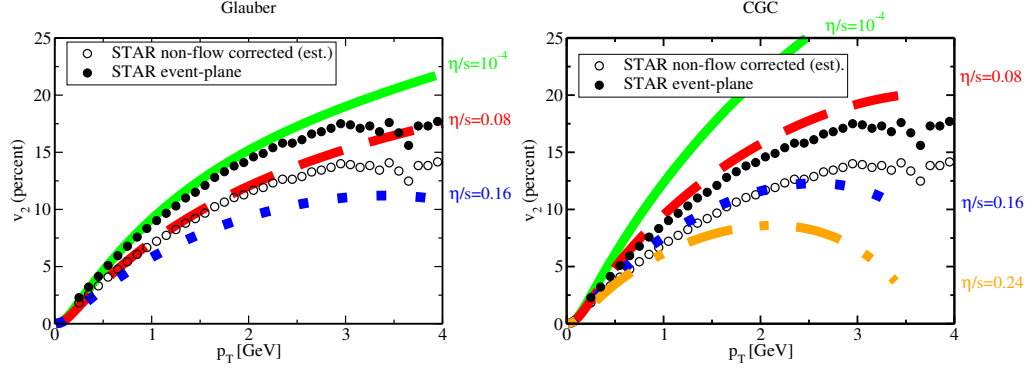 Glauber
25
20
15
10
5
0
v2 (percent)
STAR non-flow corrected (est.)
STAR event-plane
η/s=10-4
η/s=0.08
η/s=0.16
0
1
2
3
4
pT [GeV]
CGC
25
20
15
10
5
0
v2 (percent)
STAR non-flow corrected (est).
STAR event-plane
η/s=10-4
η/s=0.08
η/s=0.16
η/s=0.24
0
1
2
3
4
pT [GeV]